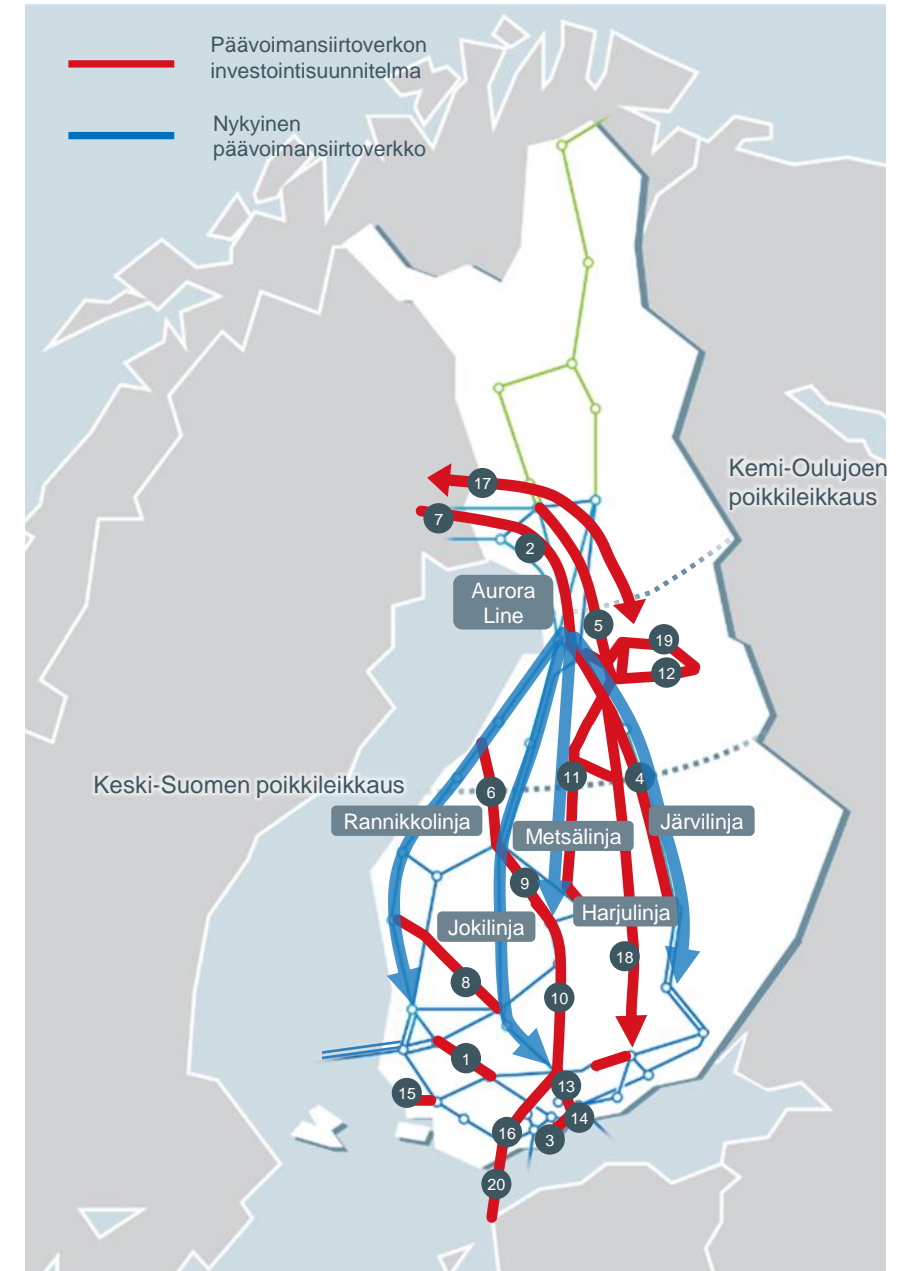 Päävoimansiirtoverkon
investointisuunnitelma
Nykyinen
päävoimansiirtoverkko
Kemi-Oulujoen
poikkileikkaus
17
7
2
Aurora
Line
5
19
12
Keski-Suomen poikkileikkaus
11
4
6
Rannikkolinja
Metsälinja
Järvilinja
9
Harjulinja
Jokilinja
18
8
10
1
13
15
14
16
3
20